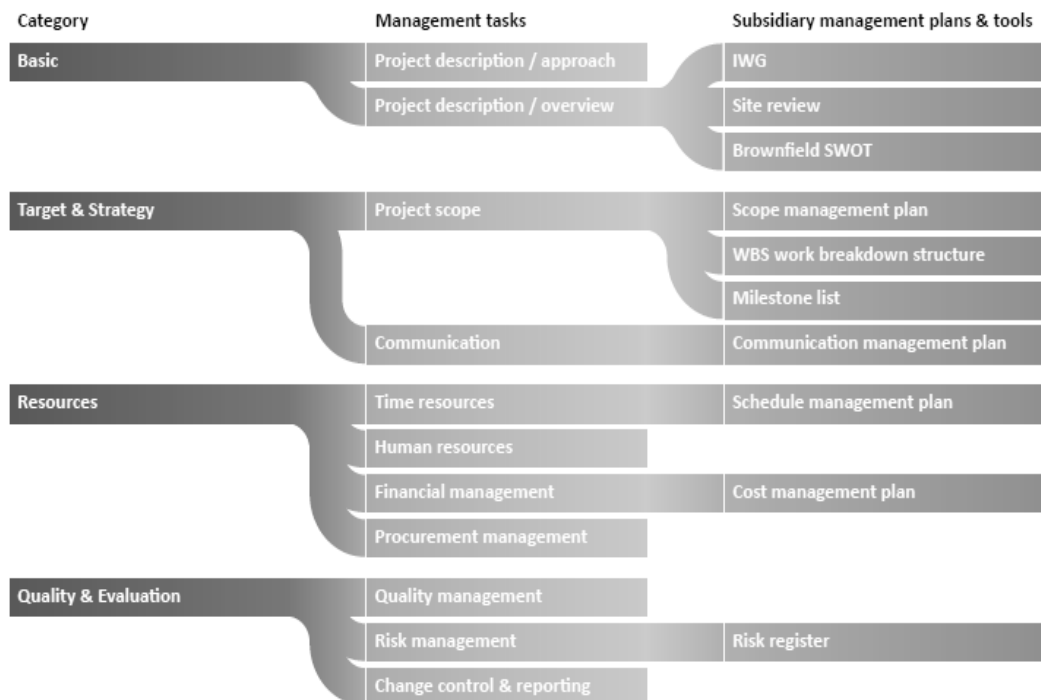 Category Management tasks Subsidiary management plans & tools
Basic Project description / approach IWG
Project description / overview Site review
Brownfield SWOT
Target & Strategy Project scope Scope management plan
WBS work breakdown structure
Milestone list
Communication Communication management plan
Resources Time resources Schedule management plan
Human resources
Financial management Cost management plan
Procurement management
Quality & Evaluation Quality management
Risk management Risk register
Change control & reporting